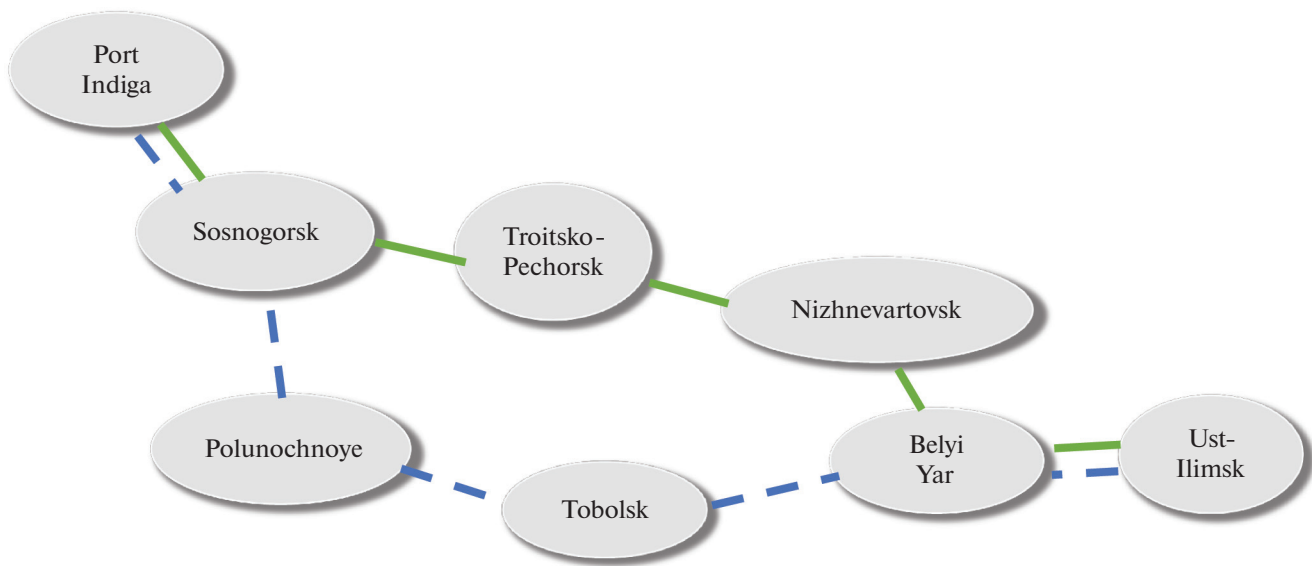 Port
Indiga
Sosnogorsk
Troitsko-
Pechorsk
Nizhnevartovsk
Polunochnoye
Tobolsk
Belyi
Yar
Ust-
Ilimsk